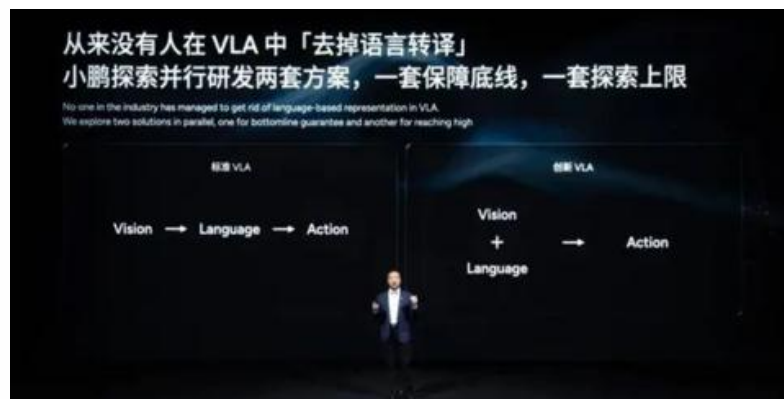 从来没有人在 VLA 中「去掉语言转译」
小鹏探索并行研发两套方案，一套保障底线，一套探索上限
No one in the industry has managed to get rid of language-based representation in VLA.
We explore two solutions in parallel, one for bottomline guarantee and another for reaching high
标准 VLA
Vision → Language → Action
创新 VLA
Vision
+
Language
→ Action